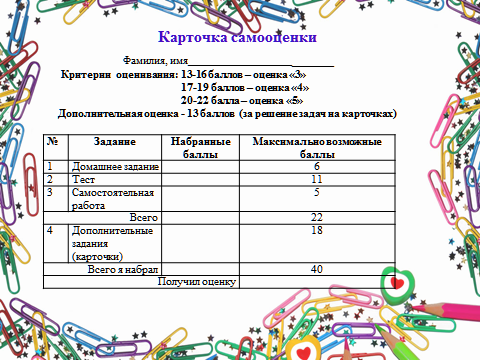 Карточка самооценки
Фамилия, имя
Критерии оценивания: 13-16 баллов – оценка «3»
17-19 баллов – оценка «4»
20-22 балла – оценка «5»
Дополнительная оценка - 13 баллов (за решение задач на карточках)
№ Задание Набранные баллы Максимально возможные баллы
1 Домашнее задание 6
2 Тест 11
3 Самостоятельная работа 5
Всего 22
4 Дополнительные задания (карточки) 18
Всего я набрал 40
Получил оценку